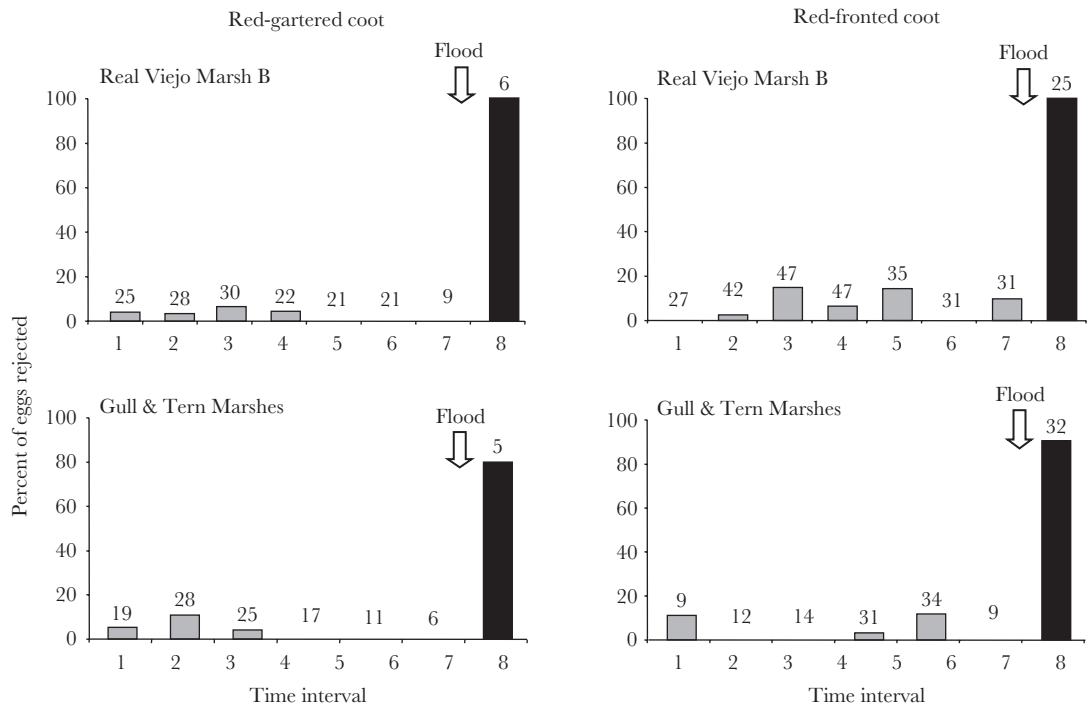 Red-gartered coot
Red-fronted coot
Percent of eggs rejected
Real Viejo Marsh B
Flood
100
80
60
40
20
0
25 28 30 22 21 21 9 6
1 2 3 4 5 6 7 8
Real Viejo Marsh B
Flood
100
80
60
40
20
0
27 42 47 47 35 31 31 25
1 2 3 4 5 6 7 8
Gull & Tern Marshes
Flood
100
80
60
40
20
0
19 28 25 17 11 6 5
1 2 3 4 5 6 7 8
Time interval
Gull & Tern Marshes
Flood
100
80
60
40
20
0
9 12 14 31 34 9 32
1 2 3 4 5 6 7 8
Time interval